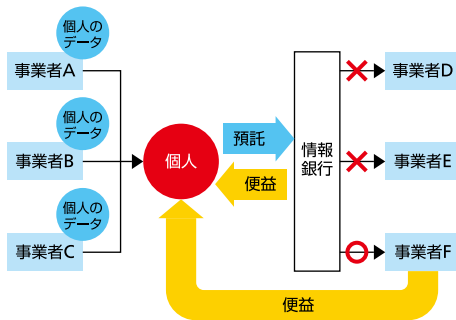 個人の
データ
事業者A
個人の
データ
事業者B
個人の
データ
事業者C
個人
預託
便益
情報
銀行
事業者D
事業者E
事業者F
便益